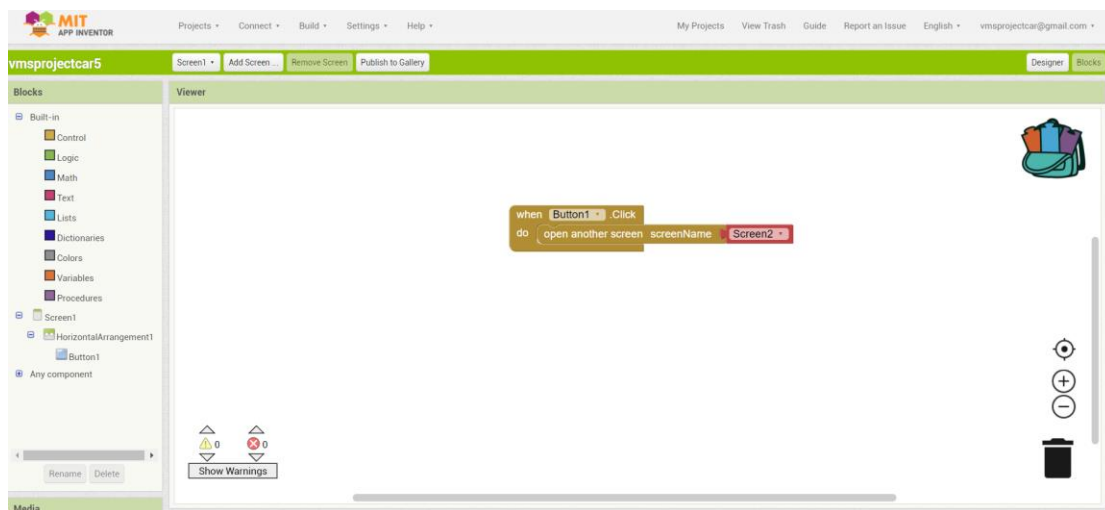 MIT
APP INVENTOR
Projects Connect Build Settings Help My Projects View Trash Guide Report an Issue English vmsprojectcar@gmail.com
vmsprojectcar5 Screen1 Add Screen ... Remove Screen Publish to Gallery Designer Blocks
Blocks
Viewer
Built-in
Control
Logic
Math
Text
Lists
Dictionaries
Colors
Variables
Procedures
Screen1
HorizontalArrangement1
Button1
Any component
Rename Delete
Media
when Button1 .Click
do open another screen screenName Screen2
0 0
Show Warnings